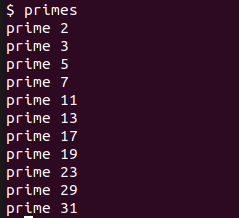 $ primes
prime 2
prime 3
prime 5
prime 7
prime 11
prime 13
prime 17
prime 19
prime 23
prime 29
prime 31